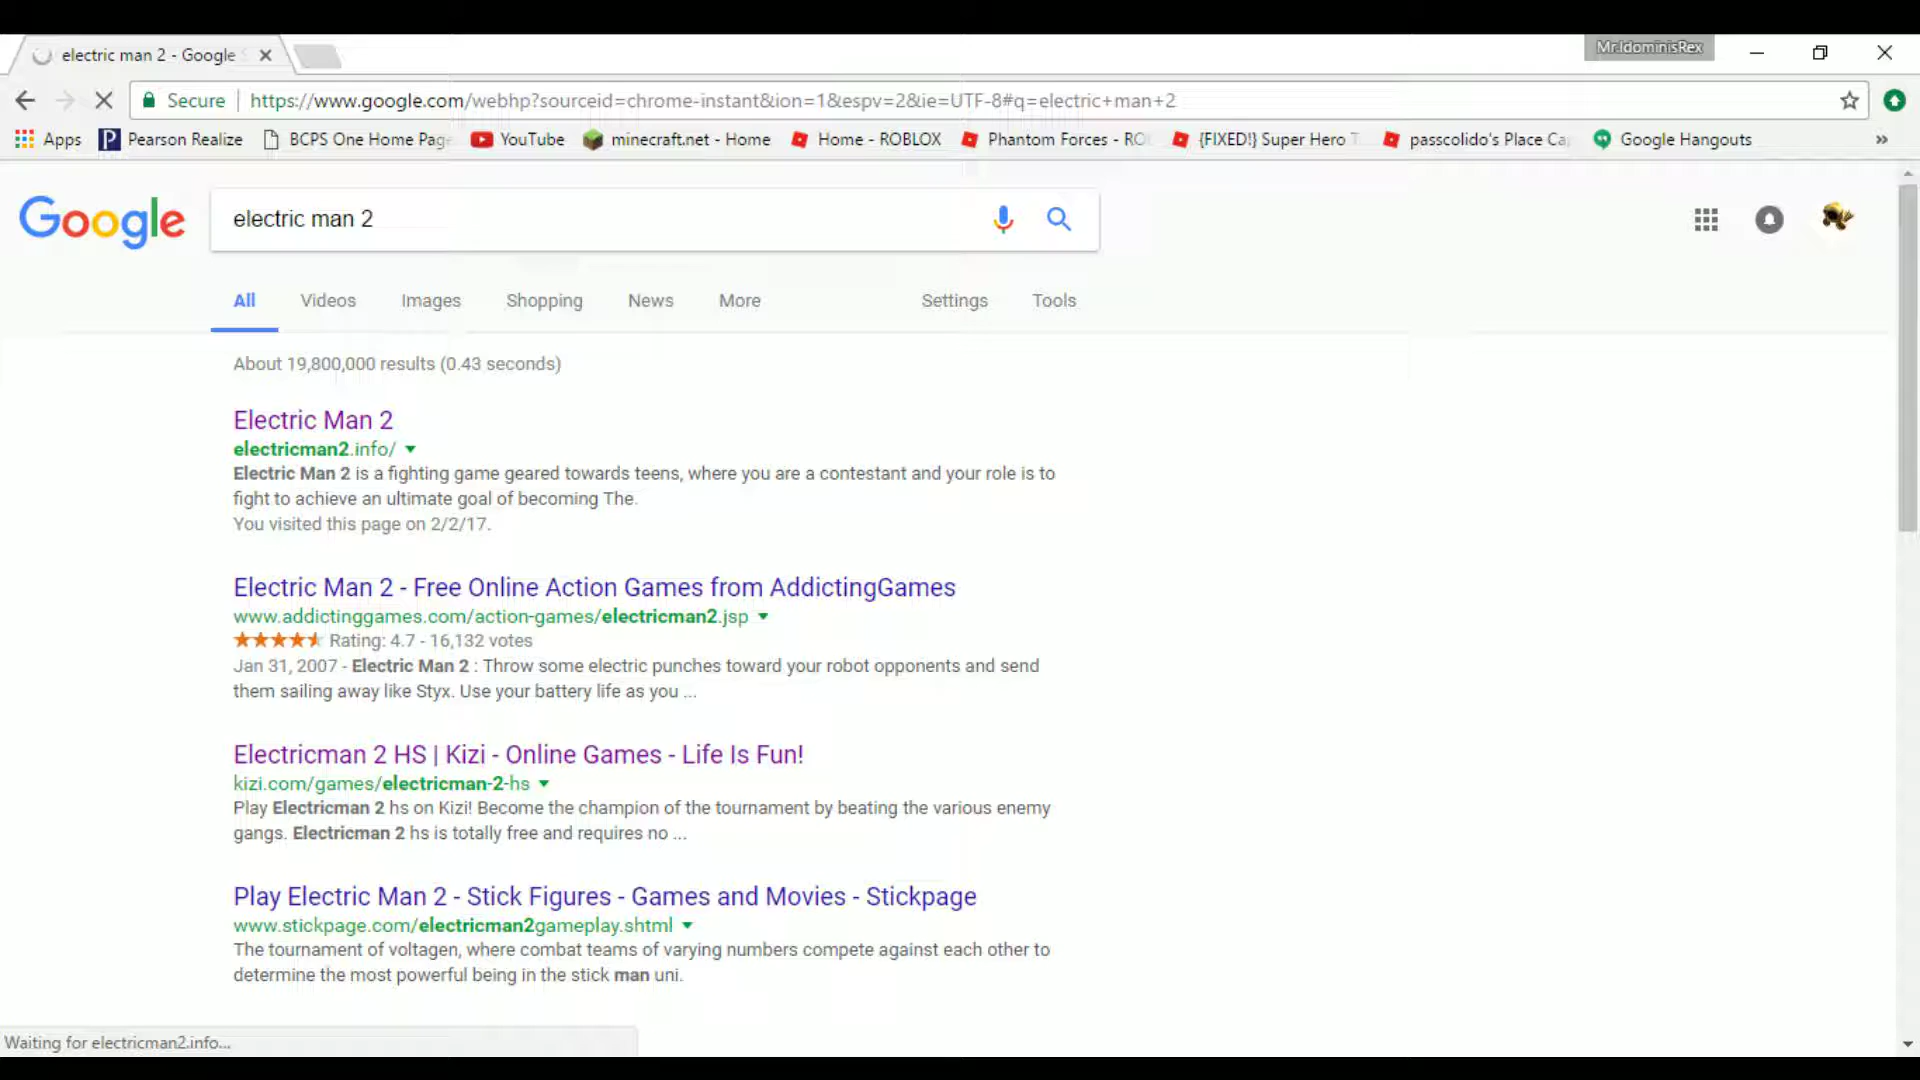 electric man 2 - Google
Mr.IdominisRex
Secure
https://www.google.com/webhp?sourceid=chrome-instant&ion=1&espv=2&ie=UTF-8#q=electric+man+2
Apps
Pearson Realize
BCPS One Home Page
YouTube
minecraft.net - Home
Home - ROBLOX
Phantom Forces - RO
{FIXED!} Super Hero T
passcolido's Place Ca
Google Hangouts
»
Google
electric man 2
All
Videos
Images
Shopping
News
More
Settings
Tools
About 19,800,000 results (0.43 seconds)
Electric Man 2
electricman2.info/
Electric Man 2 is a fighting game geared towards teens, where you are a contestant and your role is to
fight to achieve an ultimate goal of becoming The.
You visited this page on 2/2/17.
Electric Man 2 - Free Online Action Games from AddictingGames
www.addictinggames.com/action-games/electricman2.jsp
Rating: 4.7 - 16,132 votes
Jan 31, 2007 - Electric Man 2 : Throw some electric punches toward your robot opponents and send
them sailing away like Styx. Use your battery life as you ...
Electricman 2 HS | Kizi - Online Games - Life Is Fun!
kizi.com/games/electricman-2-hs
Play Electricman 2 hs on Kizi! Become the champion of the tournament by beating the various enemy
gangs. Electricman 2 hs is totally free and requires no ...
Play Electric Man 2 - Stick Figures - Games and Movies - Stickpage
www.stickpage.com/electricman2gameplay.shtml
The tournament of voltagen, where combat teams of varying numbers compete against each other to
determine the most powerful being in the stick man uni.
Waiting for electricman2.info...